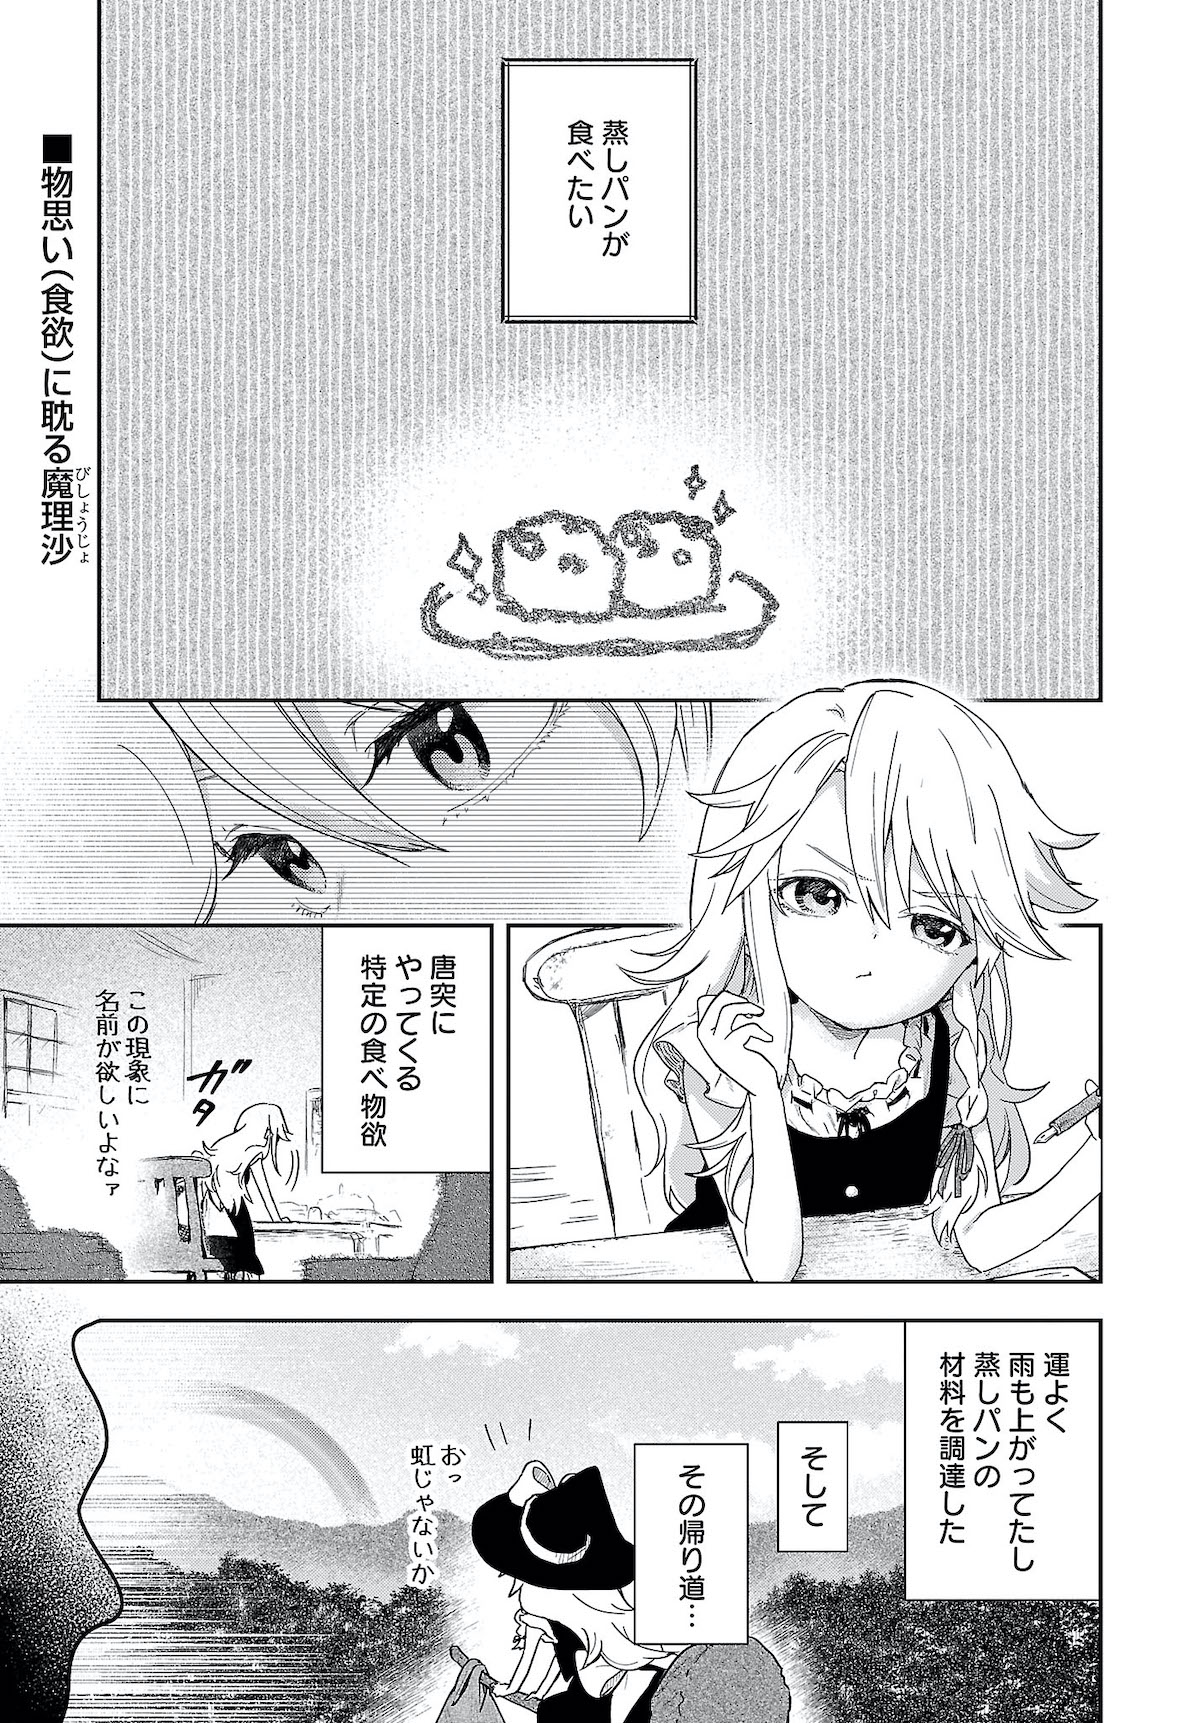 蒸しパンが
食べたい
■物思い(食欲)に耽る魔理沙
びしょうじょ
唐突に
やってくる
特定の食べ物欲
ガタ
この現象に
名前が欲しいよなァ
運よく
雨も上がってたし
蒸しパンの
材料を調達した
そして
その帰り道…
おっ
虹じゃないか